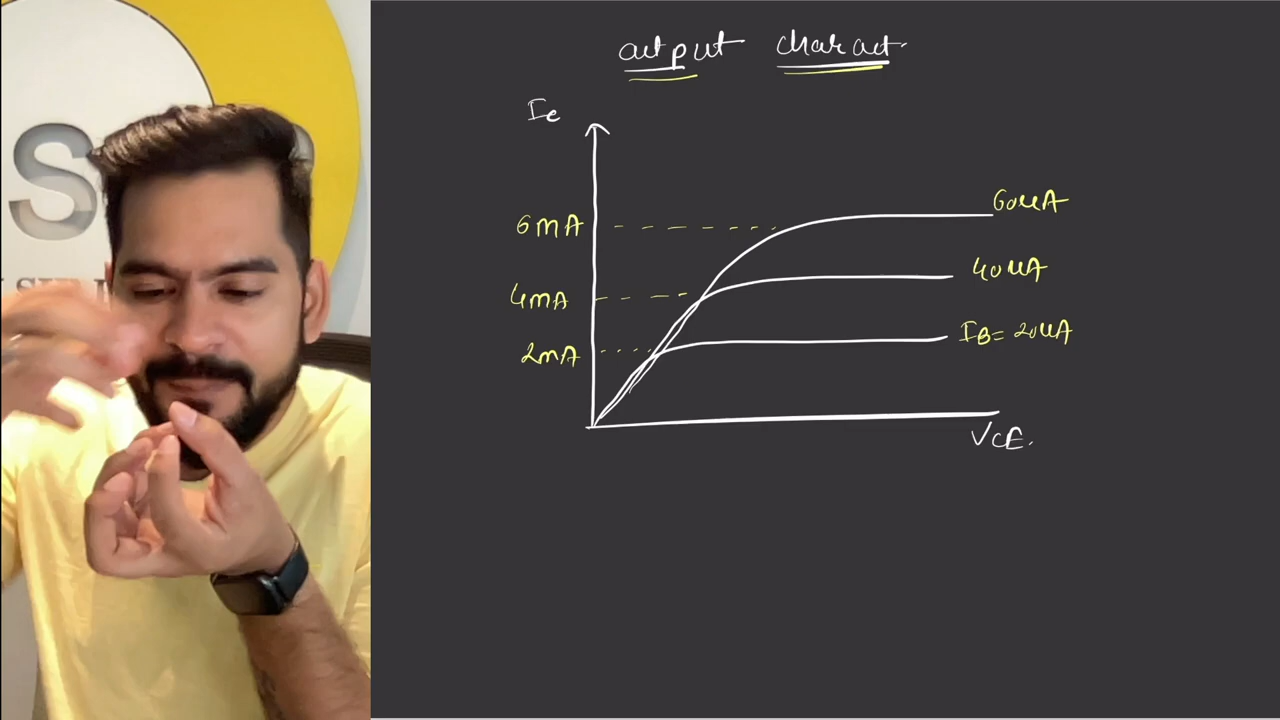 output charact.
Ic
6mA
60uA
4mA
40uA
2mA
IB= 20uA
VCE.
S